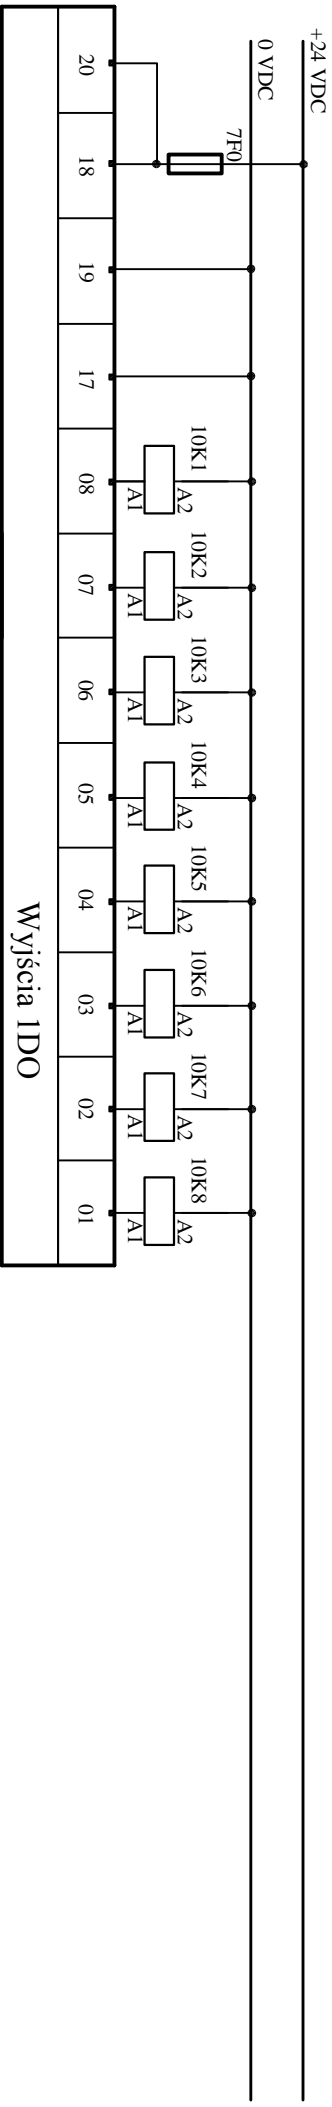 +24 VDC
0 VDC
7F0
10K1
10K2
10K3
10K4
10K5
10K6
10K7
10K8
A2
A2
A2
A2
A2
A2
A2
A2
A1
A1
A1
A1
A1
A1
A1
A1
20
18
19
17
08
07
06
05
04
03
02
01
Wyjścia 1DO